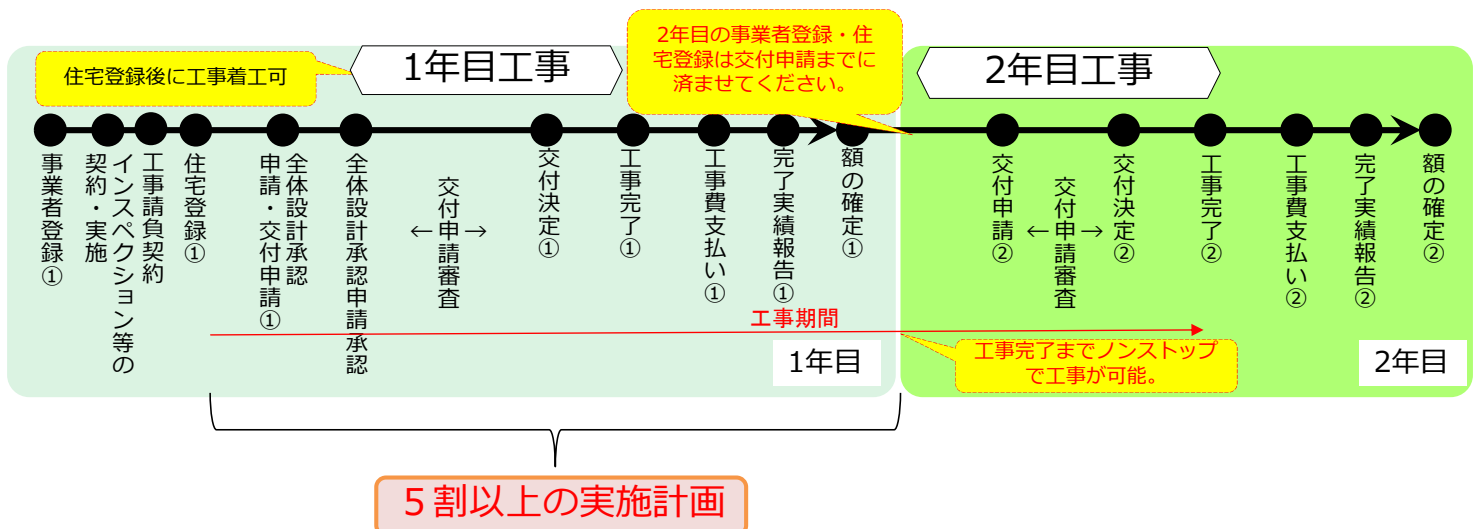 住宅登録後に工事着工可
1年目工事
2年目の事業者登録・住
宅登録は交付申請までに
済ませてください。
2年目工事
事業者登録①
インスペクション等の
契約・実施
工事請負契約
住宅登録①
全体設計承認
申請・交付申請①
全体設計承認申請承認
←交付申請審査→
交付決定①
工事完了①
工事費支払い①
完了実績報告①
額の確定①
交付申請②
←交付申請審査→
交付決定②
工事完了②
工事費支払い②
完了実績報告②
額の確定②
工事期間
1年目
工事完了までノンストップ
で工事が可能。
2年目
５割以上の実施計画